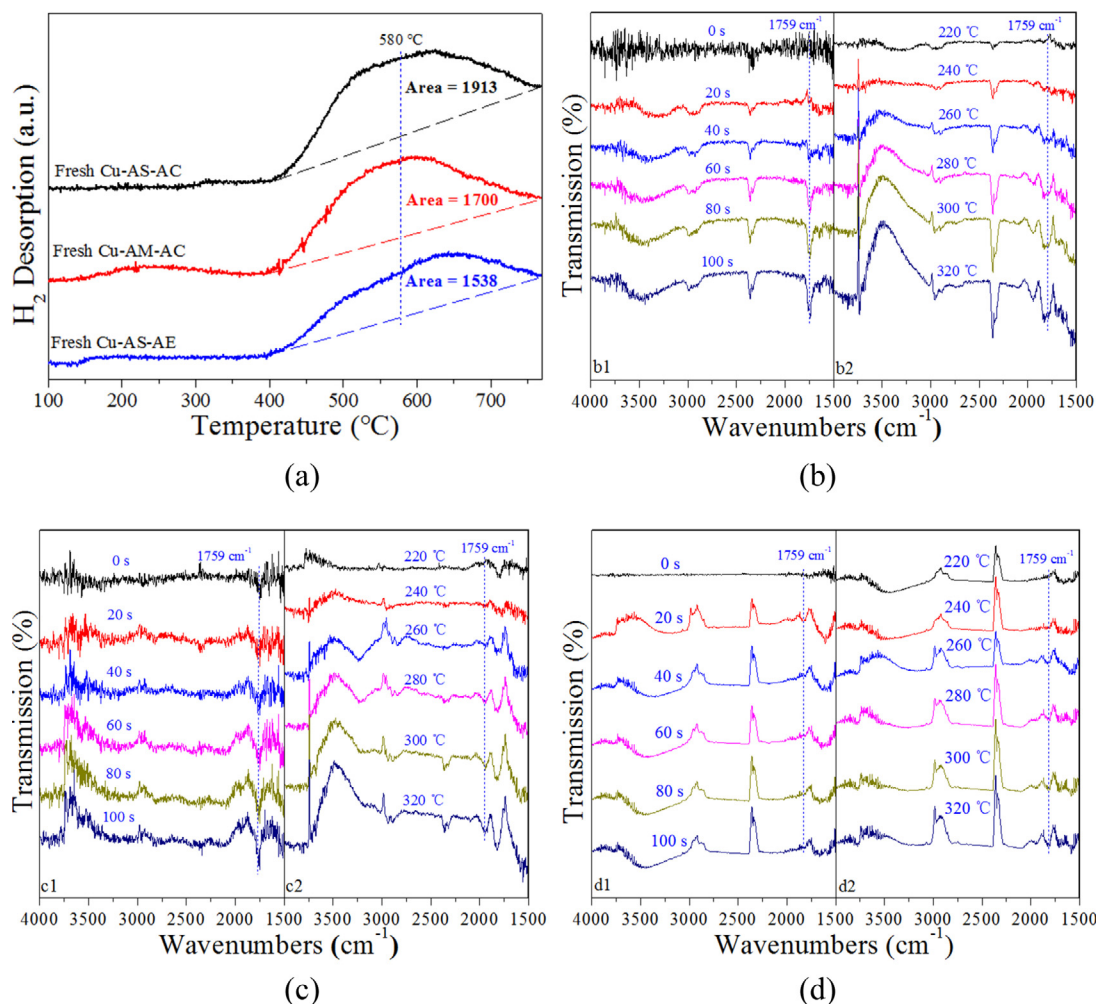 H2 Desorption (a.u.)
580 ℃
Area = 1913
Fresh Cu-AS-AC
Area = 1700
Fresh Cu-AM-AC
Area = 1538
Fresh Cu-AS-AE
100 200 300 400 500 600 700
Temperature (℃)
(a)
Transmission (%)
0 s 1759 cm-1 220 ℃ 1759 cm-1
20 s 240 ℃
40 s 260 ℃
60 s 280 ℃
80 s 300 ℃
100 s 320 ℃
b1 b2
4000 3500 3000 2500 2000 1500 3500 3000 2500 2000 1500
Wavenumbers (cm-1)
(b)
Transmission (%)
0 s 1759 cm-1 220 ℃ 1759 cm-1
20 s 240 ℃
40 s 260 ℃
60 s 280 ℃
80 s 300 ℃
100 s 320 ℃
c1 c2
4000 3500 3000 2500 2000 1500 3500 3000 2500 2000 1500
Wavenumbers (cm-1)
(c)
Transmission (%)
0 s 1759 cm-1 220 ℃ 1759 cm-1
20 s 240 ℃
40 s 260 ℃
60 s 280 ℃
80 s 300 ℃
100 s 320 ℃
d1 d2
4000 3500 3000 2500 2000 1500 3500 3000 2500 2000 1500
Wavenumbers (cm-1)
(d)